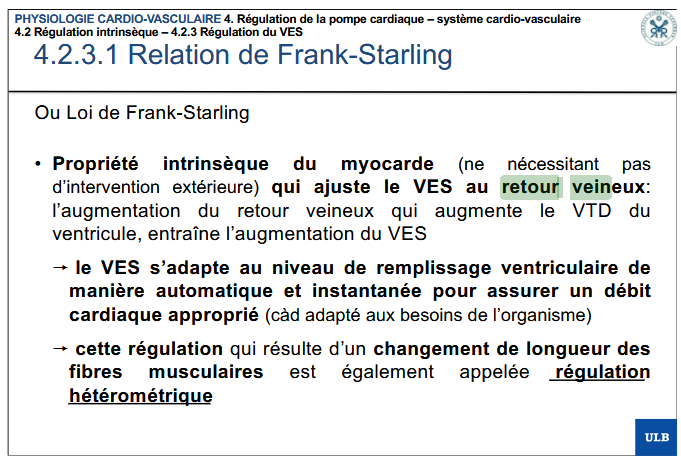 PHYSIOLOGIE CARDIO-VASCULAIRE 4. Régulation de la pompe cardiaque – système cardio-vasculaire
4.2 Régulation intrinsèque – 4.2.3 Régulation du VES
4.2.3.1 Relation de Frank-Starling
Ou Loi de Frank-Starling
• Propriété intrinsèque du myocarde (ne nécessitant pas
d'intervention extérieure) qui ajuste le VES au retour veineux:
l'augmentation du retour veineux qui augmente le VTD du
ventricule, entraîne l'augmentation du VES
→ le VES s'adapte au niveau de remplissage ventriculaire de
manière automatique et instantanée pour assurer un débit
cardiaque approprié (càd adapté aux besoins de l'organisme)
→ cette régulation qui résulte d'un changement de longueur des
fibres musculaires est également appelée régulation
hétérométrique
ULB